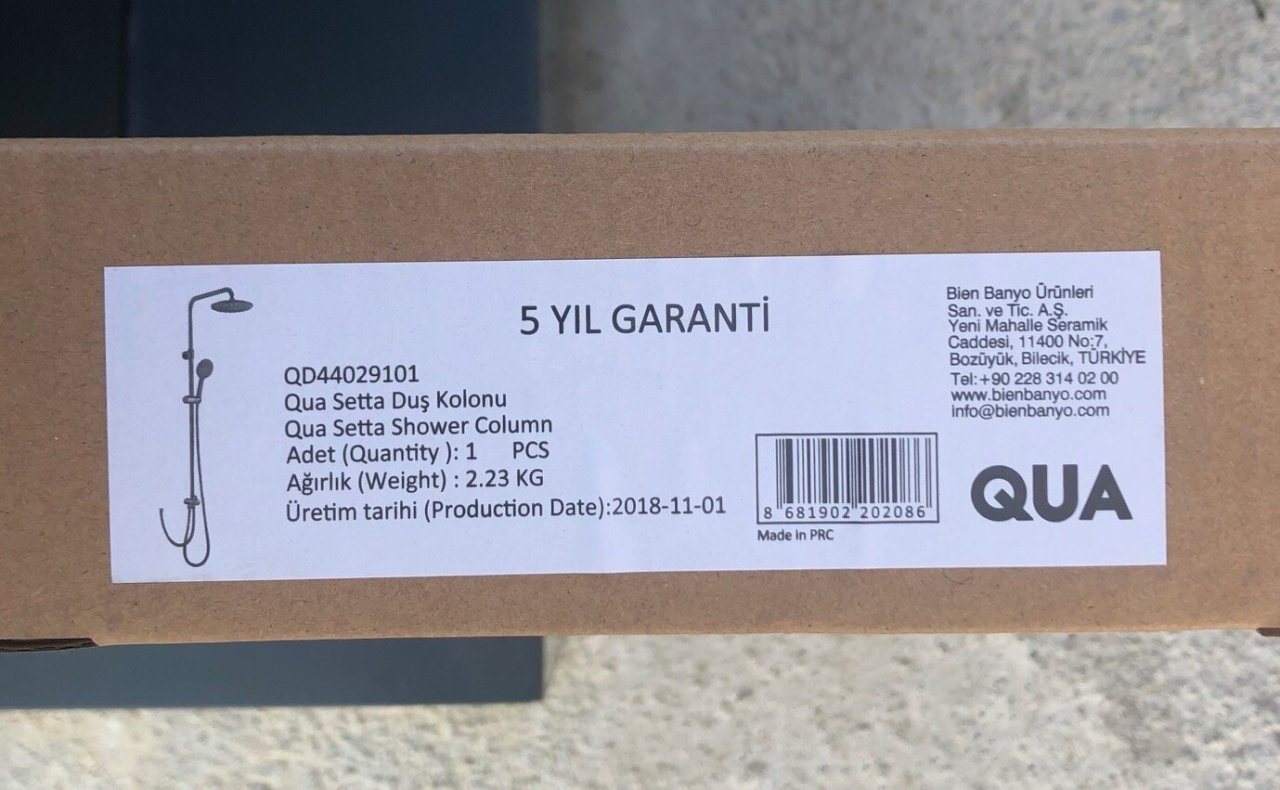 5 YIL GARANTİ
QD44029101
Qua Setta Duş Kolonu
Qua Setta Shower Column
Adet (Quantity ): 1 PCS
Ağırlık (Weight) : 2.23 KG
Üretim tarihi (Production Date):2018-11-01
Bien Banyo Ürünleri
San. ve Tic. A.Ş.
Yeni Mahalle Seramik
Caddesi, 11400 No:7,
Bozüyük, Bilecik, TÜRKİYE
Tel:+90 228 314 02 00
www.bienbanyo.com
info@bienbanyo.com
8 681902 202086
Made in PRC
QUA